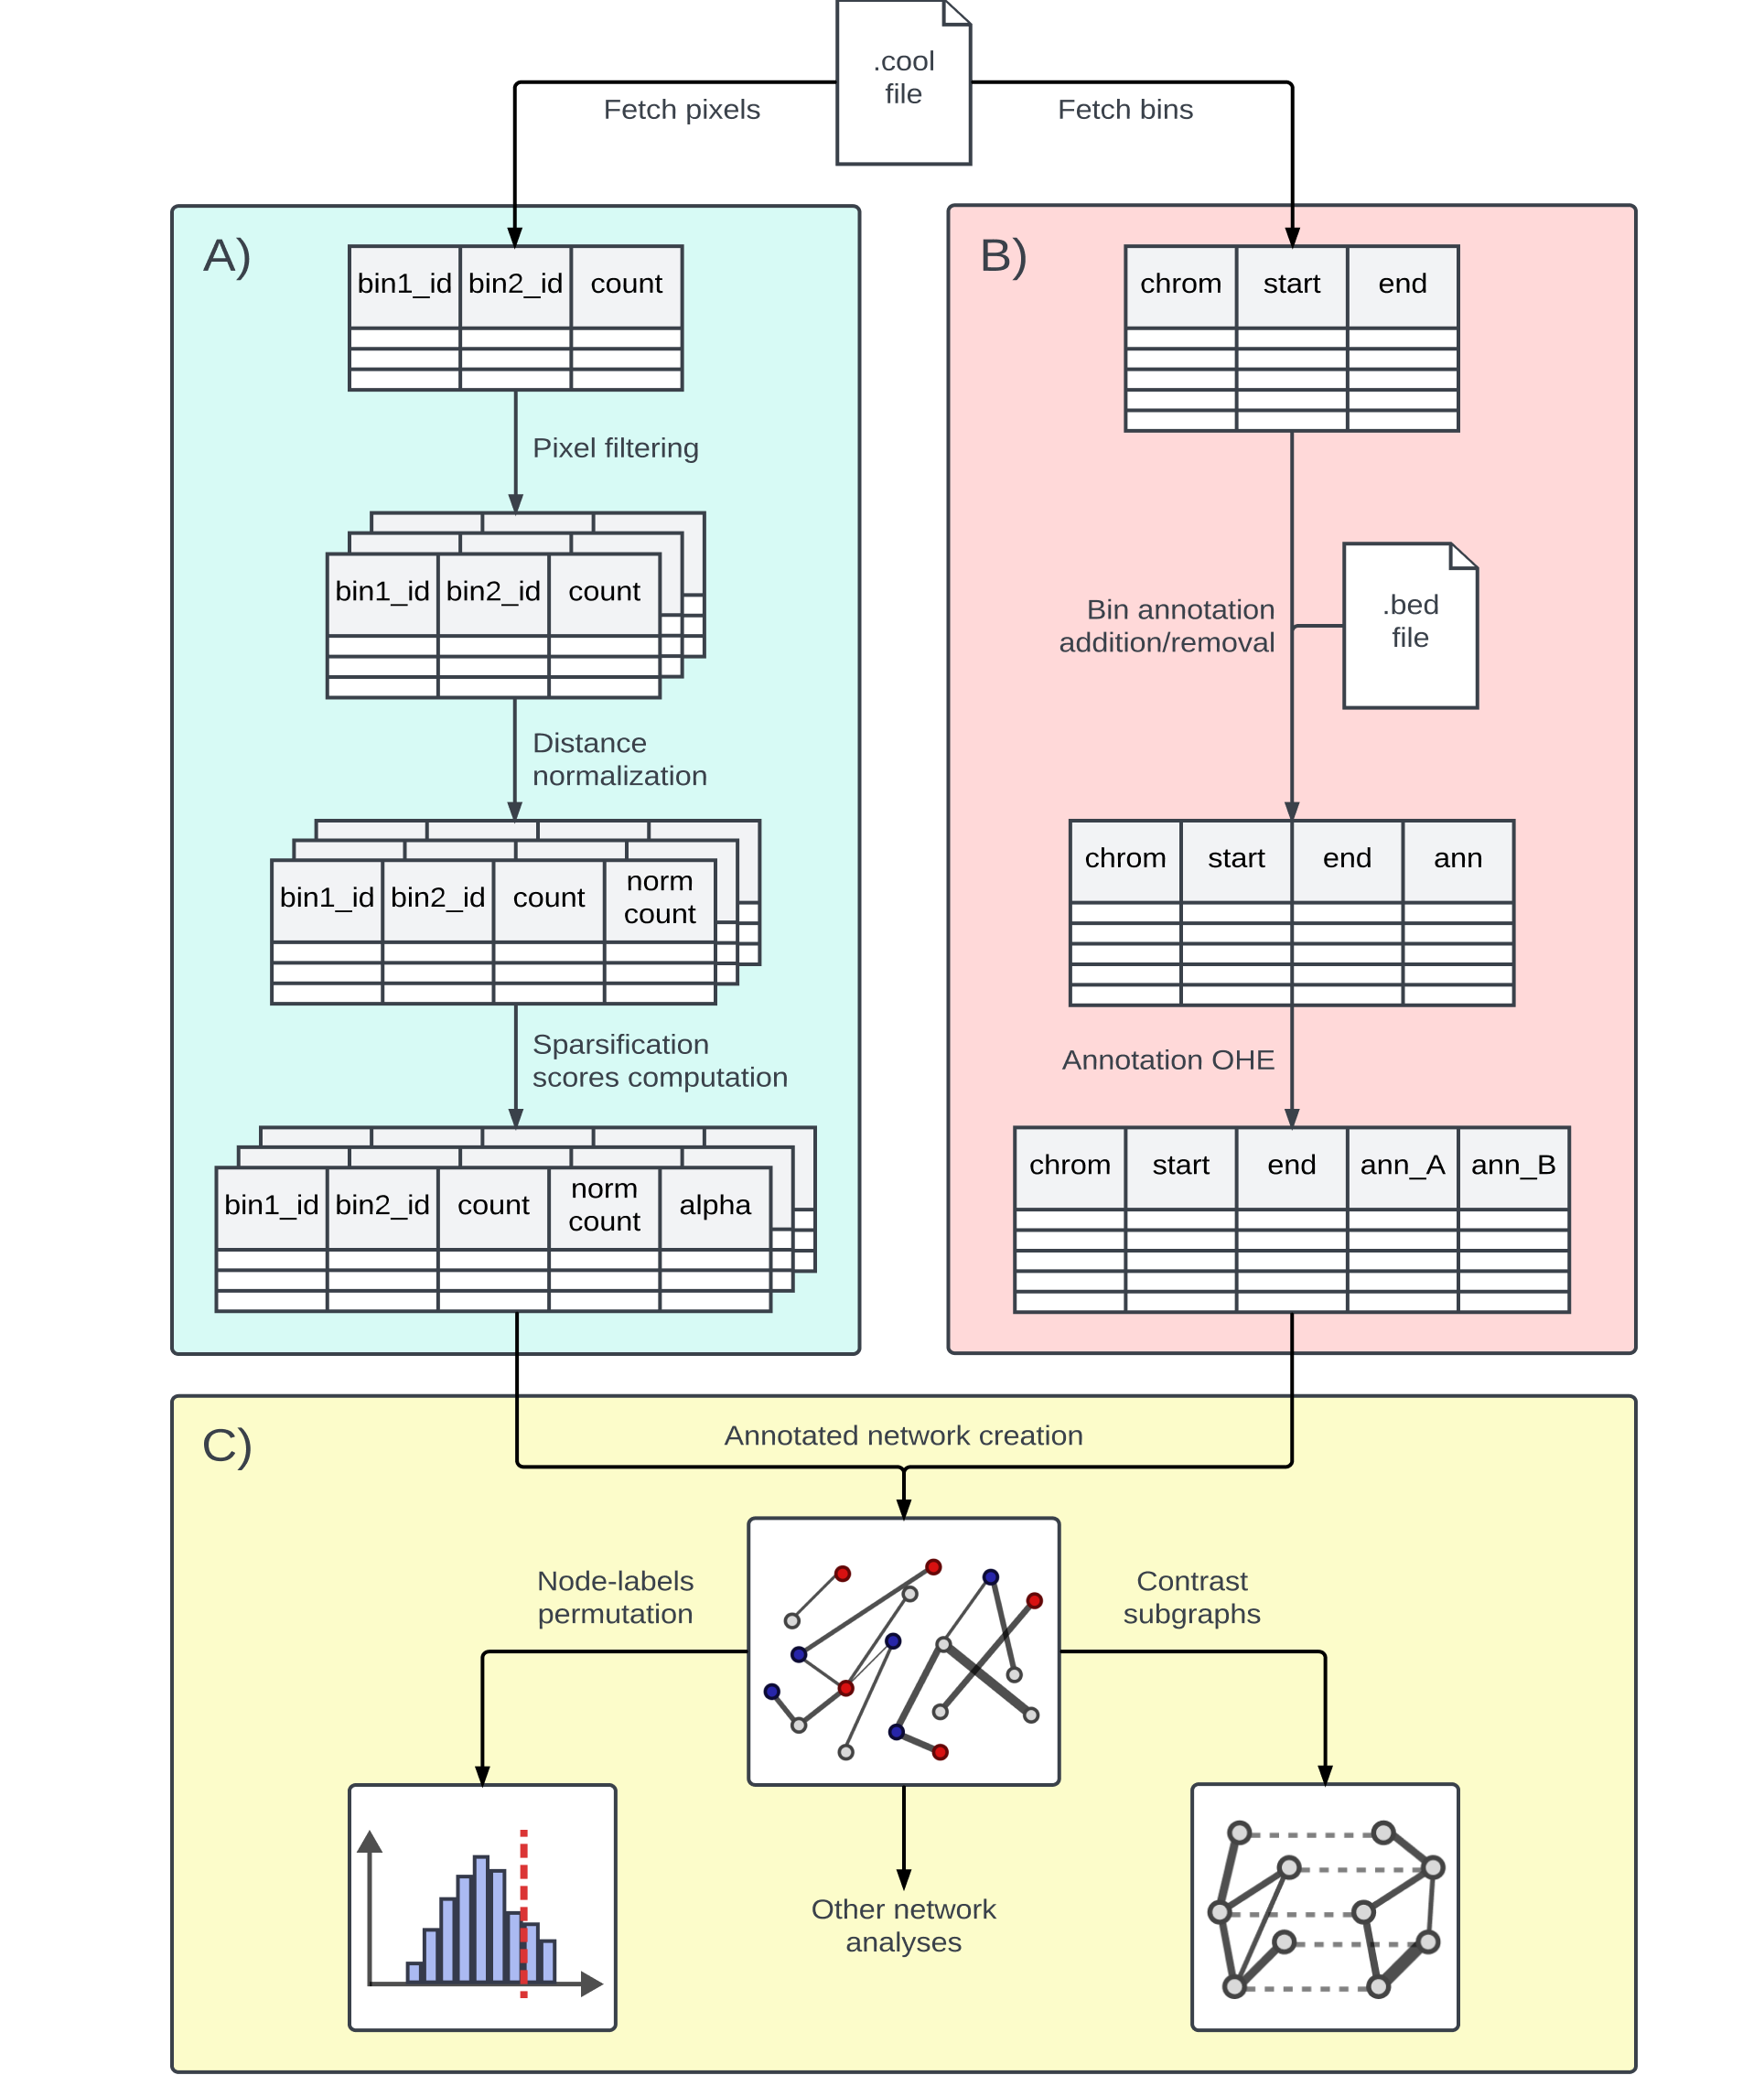 .cool
file
Fetch pixels
Fetch bins
A)
bin1_id bin2_id count
Pixel filtering
bin1_id bin2_id count
Distance
normalization
bin1_id bin2_id count norm
count
Sparsification
scores computation
bin1_id bin2_id count norm
count alpha
B)
chrom start end
Bin annotation
addition/removal
.bed
file
chrom start end ann
Annotation OHE
chrom start end ann_A ann_B
C)
Annotated network creation
Node-labels
permutation
Contrast
subgraphs
Other network
analyses